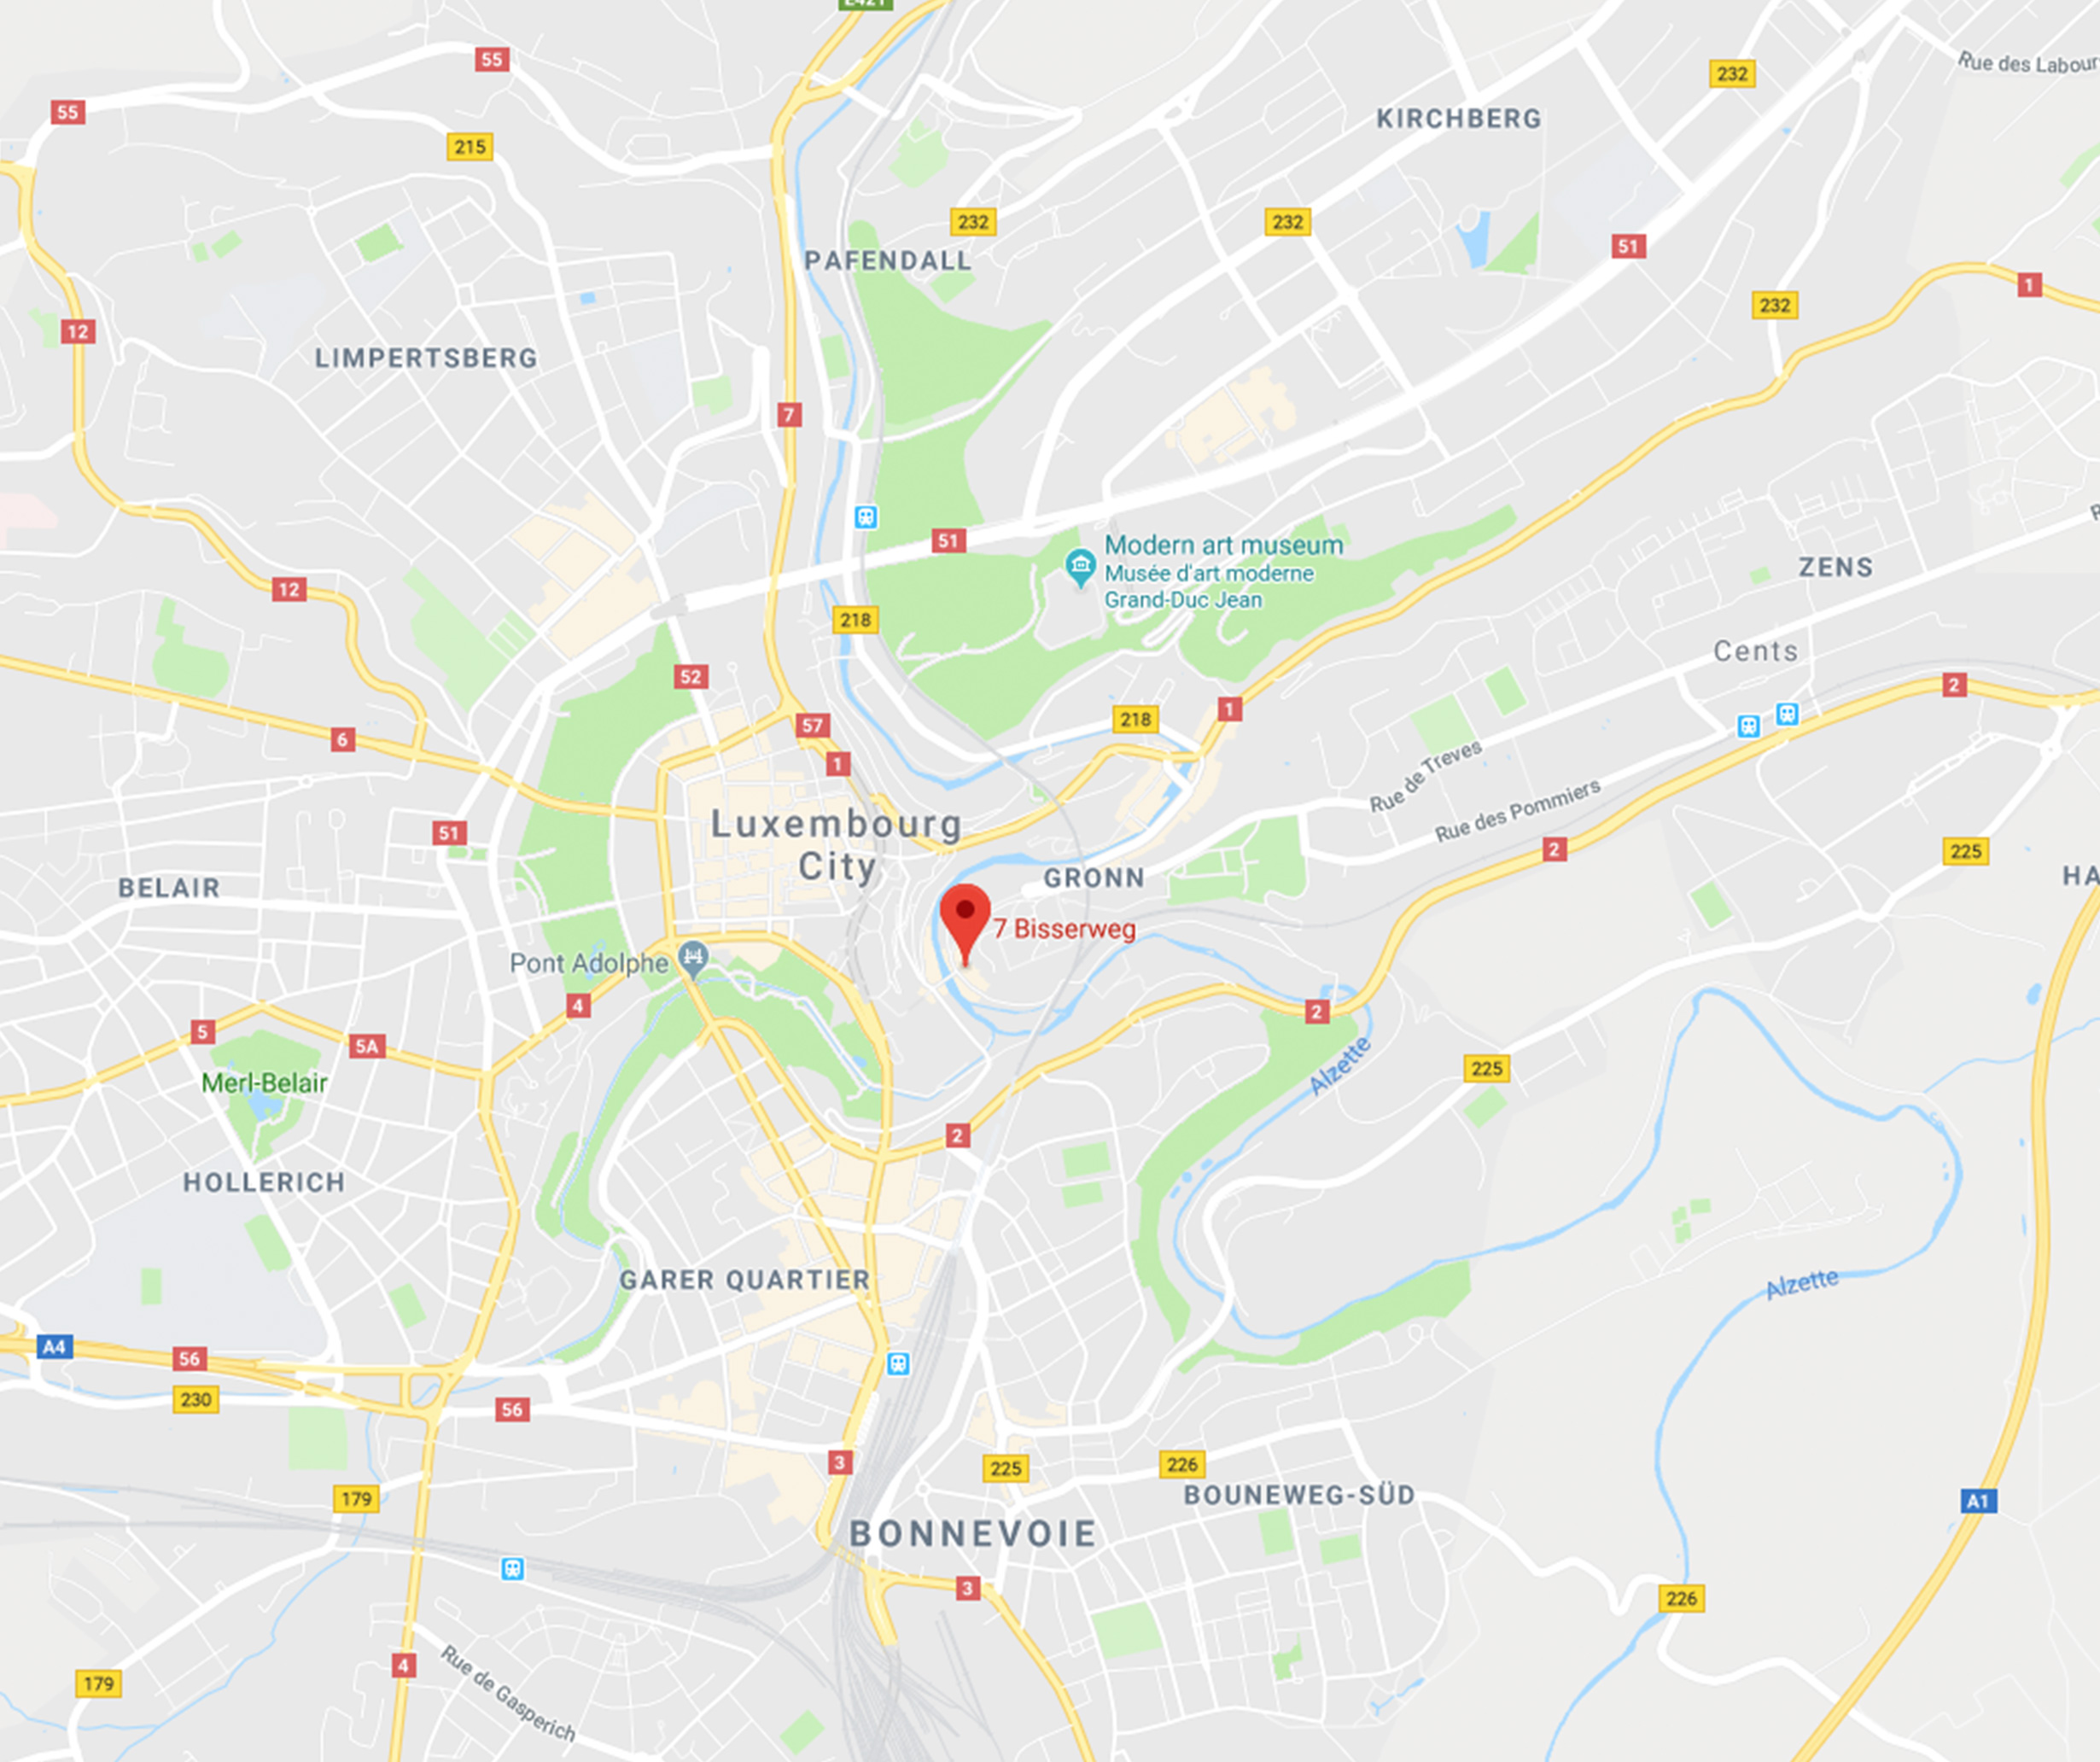 E421
55
Rue des Labour
232
55
KIRCHBERG
215
232
232
51
PAFENDALL
1
232
12
LIMPERTSBERG
7
51
Modern art museum
Musée d'art moderne
Grand-Duc Jean
ZENS
12
218
Cents
52
2
1
218
57
6
1
Rue de Treves
Rue des Pommiers
Luxembourg
City
51
2
225
GRONN
HA
BELAIR
7 Bisserweg
Pont Adolphe
4
2
5
5A
Alzette
225
Merl-Belair
2
HOLLERICH
GARER QUARTIER
Alzette
A4
56
230
56
3
225
226
BOUNEWEG-SÜD
179
A1
BONNEVOIE
3
226
4
Rue de Gasperich
179